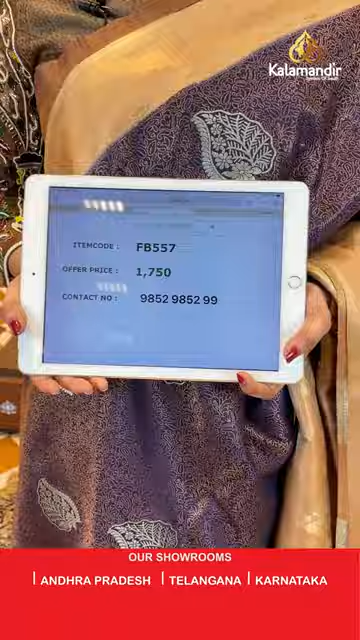 Kalamandir
ITEMCODE : FB557
OFFER PRICE : 1,750
CONTACT NO : 9852 9852 99
OUR SHOWROOMS
| ANDHRA PRADESH | TELANGANA | KARNATAKA